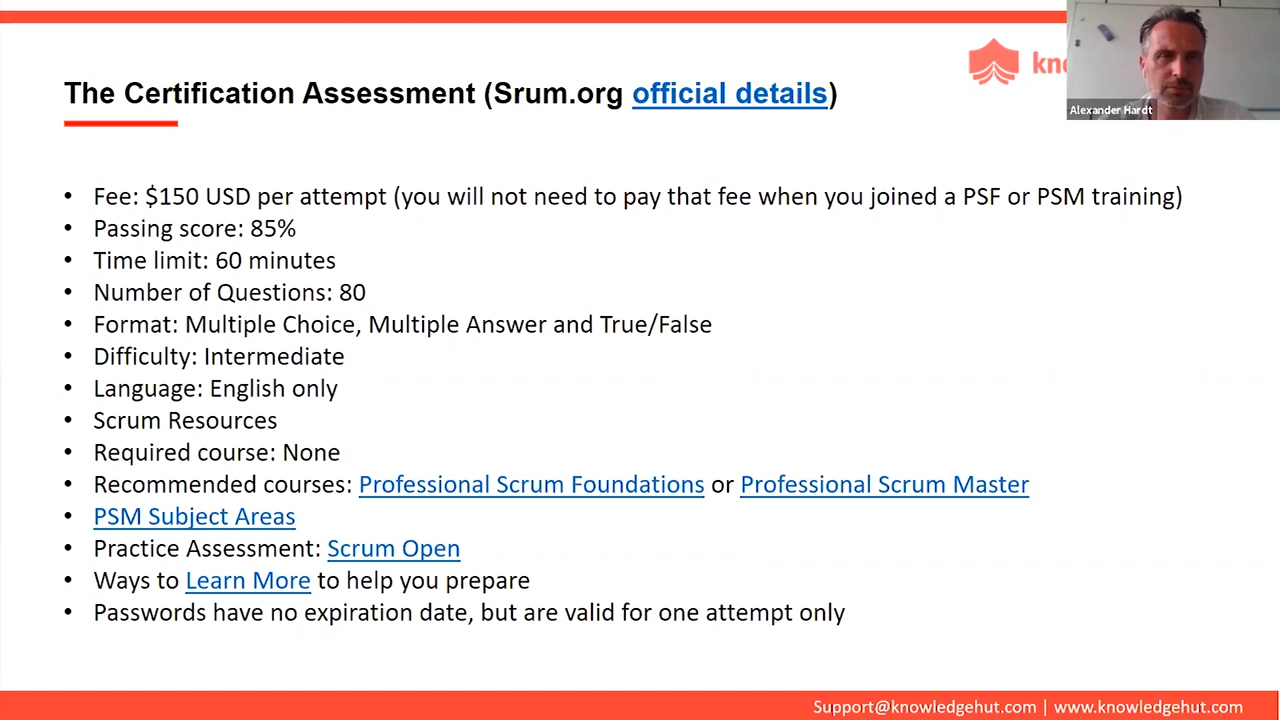 The Certification Assessment (Srum.org official details)
Alexander Hardt
• Fee: $150 USD per attempt (you will not need to pay that fee when you joined a PSF or PSM training)
• Passing score: 85%
• Time limit: 60 minutes
• Number of Questions: 80
• Format: Multiple Choice, Multiple Answer and True/False
• Difficulty: Intermediate
• Language: English only
• Scrum Resources
• Required course: None
• Recommended courses: Professional Scrum Foundations or Professional Scrum Master
• PSM Subject Areas
• Practice Assessment: Scrum Open
• Ways to Learn More to help you prepare
• Passwords have no expiration date, but are valid for one attempt only
Support@knowledgehut.com | www.knowledgehut.com